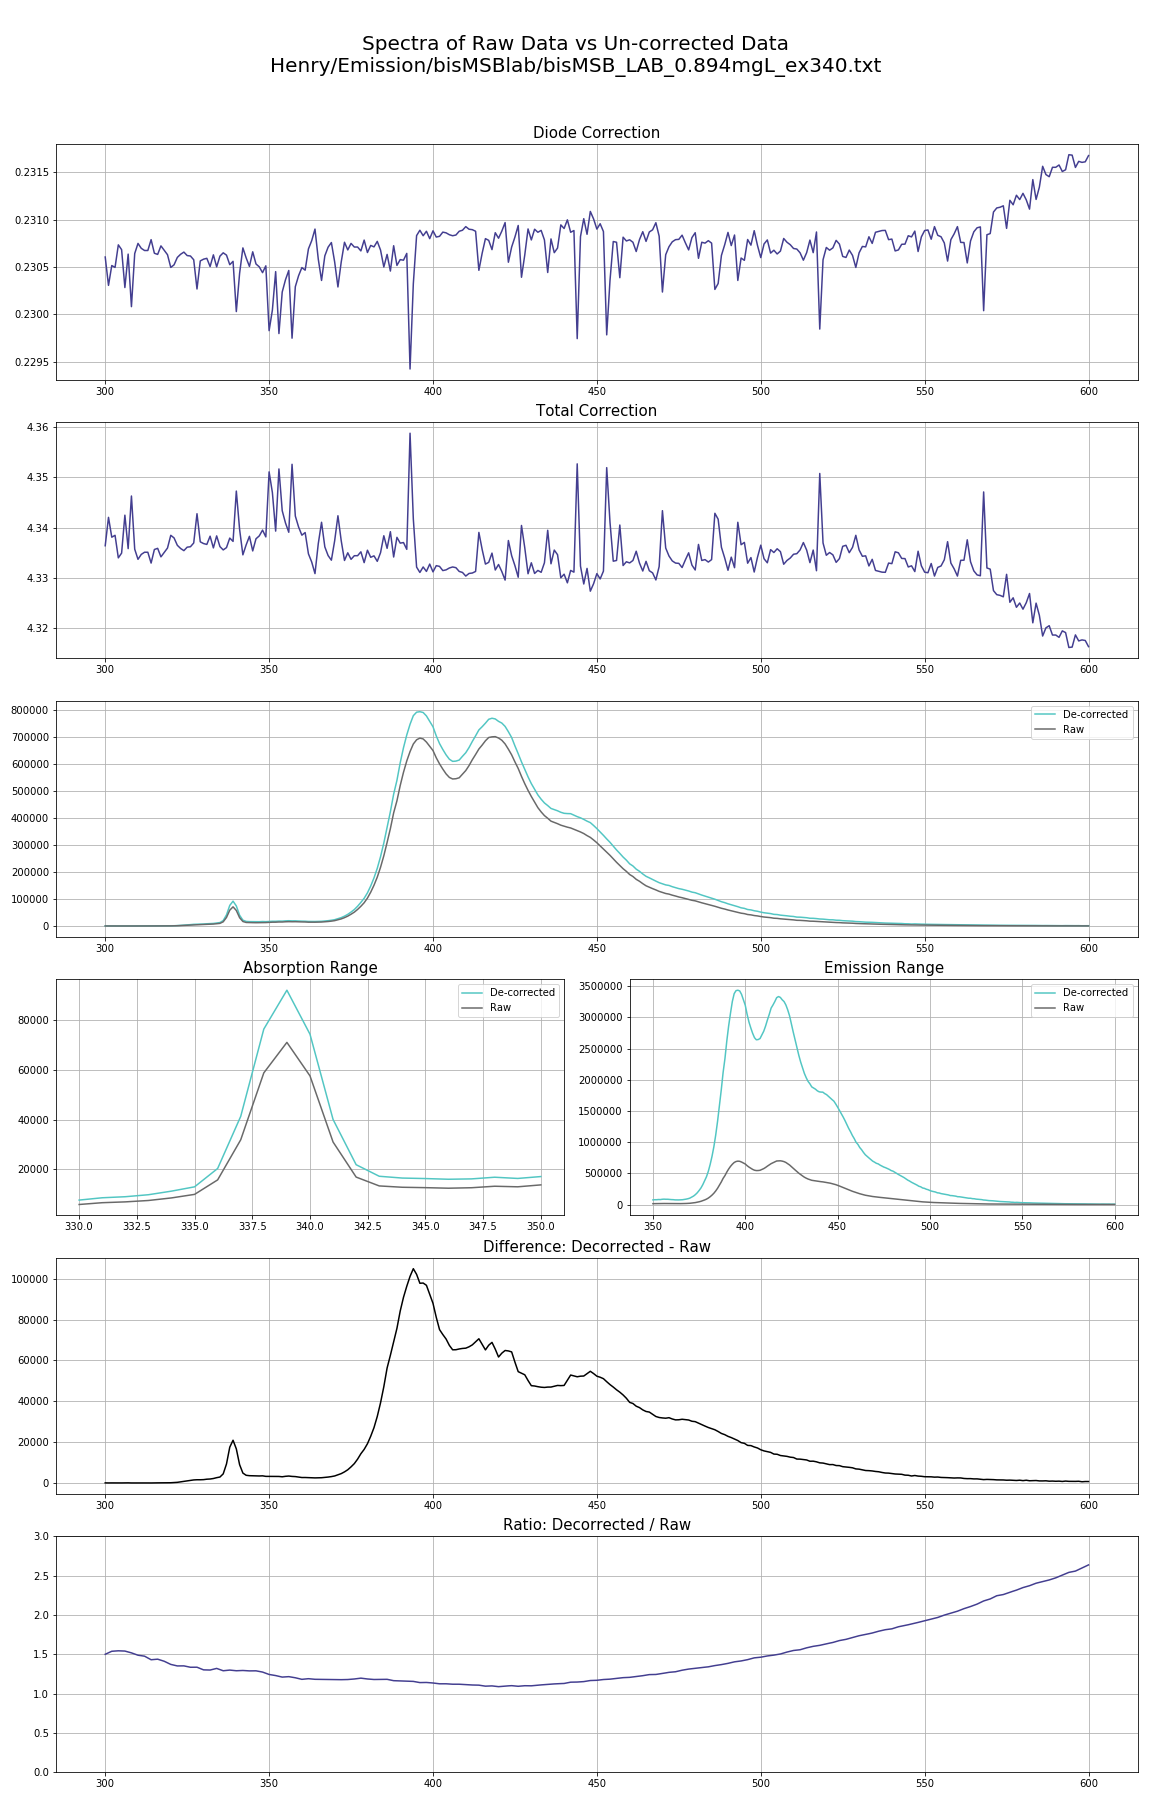 Spectra of Raw Data vs Un-corrected Data
Henry/Emission/bisMSBlab/bisMSB_LAB_0.894mgL_ex340.txt
Diode Correction
0.2315
0.2310
0.2305
0.2300
0.2295
300 350 400 450 500 550 600
Total Correction
4.36
4.35
4.34
4.33
4.32
300 350 400 450 500 550 600
De-corrected
Raw
800000
700000
600000
500000
400000
300000
200000
100000
0
300 350 400 450 500 550 600
Absorption Range
De-corrected
Raw
80000
60000
40000
20000
330.0 332.5 335.0 337.5 340.0 342.5 345.0 347.5 350.0
Emission Range
De-corrected
Raw
3500000
3000000
2500000
2000000
1500000
1000000
500000
0
350 400 450 500 550 600
Difference: Decorrected - Raw
100000
80000
60000
40000
20000
0
300 350 400 450 500 550 600
Ratio: Decorrected / Raw
3.0
2.5
2.0
1.5
1.0
0.5
0.0
300 350 400 450 500 550 600